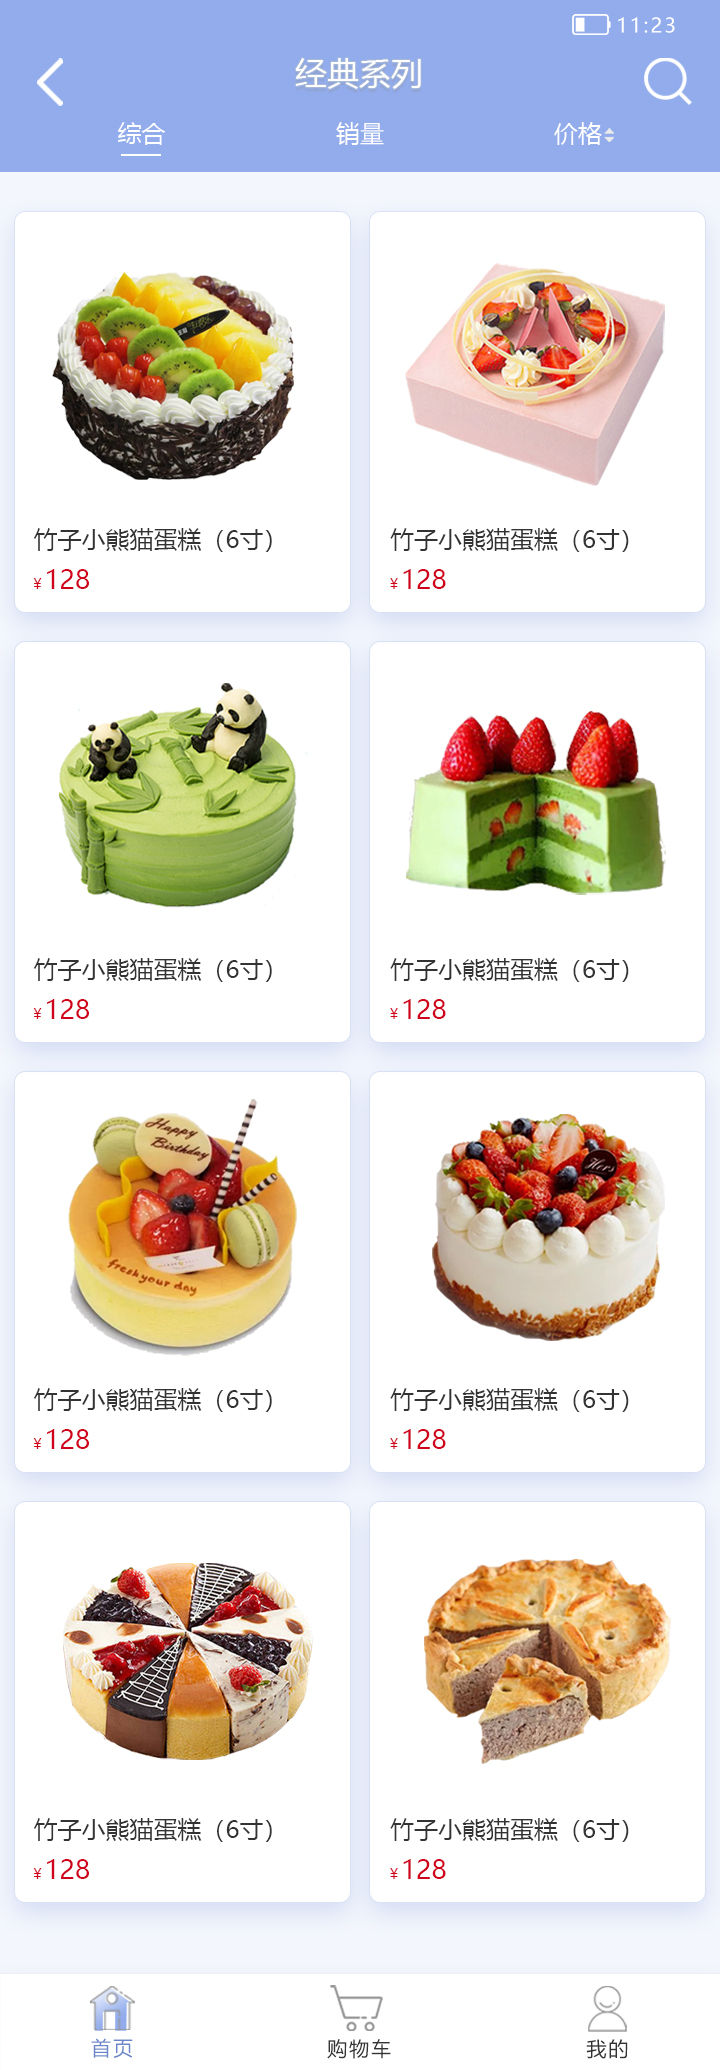 11:23
经典系列
综合 销量 价格
竹子小熊猫蛋糕（6寸） 竹子小熊猫蛋糕（6寸）
¥128 ¥128
竹子小熊猫蛋糕（6寸） 竹子小熊猫蛋糕（6寸）
¥128 ¥128
Happy
Birthday
Hers
fresh your day
竹子小熊猫蛋糕（6寸） 竹子小熊猫蛋糕（6寸）
¥128 ¥128
竹子小熊猫蛋糕（6寸） 竹子小熊猫蛋糕（6寸）
¥128 ¥128
首页 购物车 我的